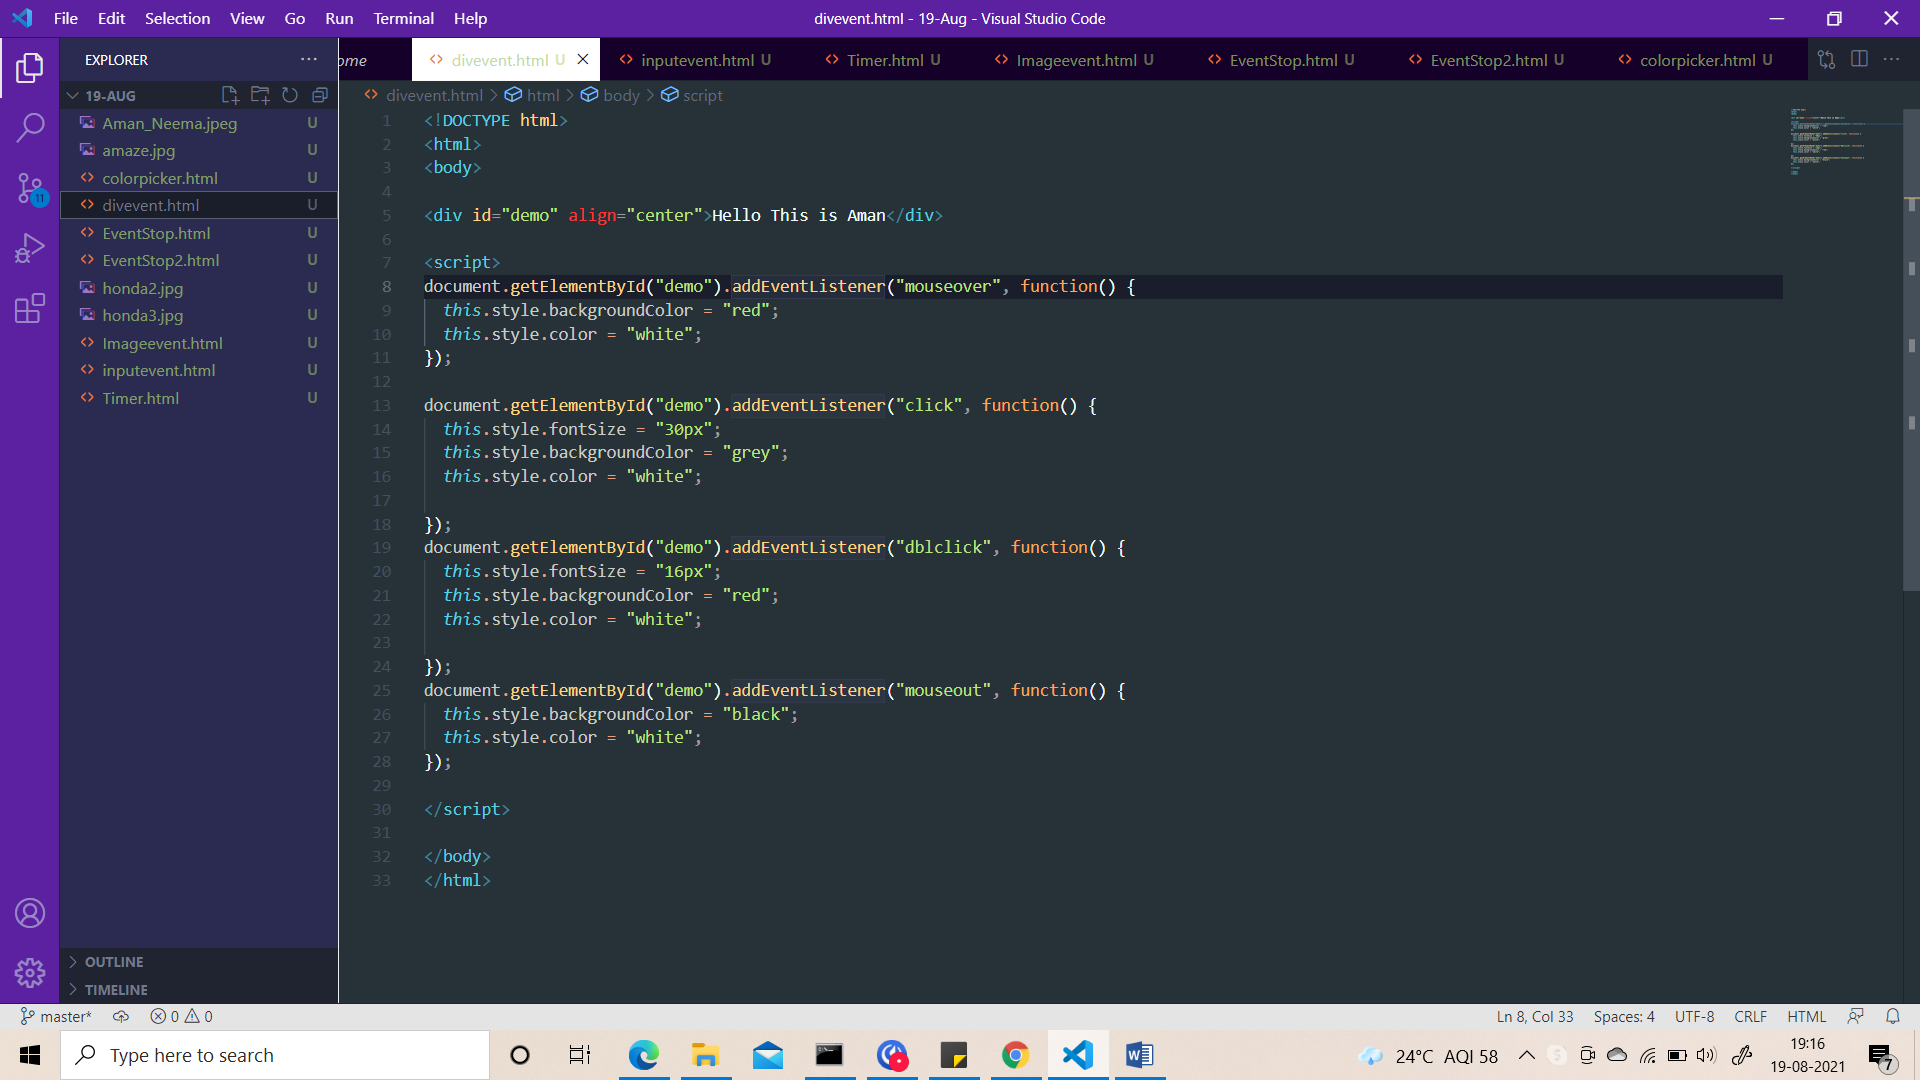 File Edit Selection View Go Run Terminal Help
divevent.html - 19-Aug - Visual Studio Code
EXPLORER
ome
divevent.html U
inputevent.html U
Timer.html U
Imageevent.html U
EventStop.html U
EventStop2.html U
colorpicker.html U
19-AUG
Aman_Neema.jpeg U
amaze.jpg U
colorpicker.html U
divevent.html U
EventStop.html U
EventStop2.html U
honda2.jpg U
honda3.jpg U
Imageevent.html U
inputevent.html U
Timer.html U
11
OUTLINE
TIMELINE
divevent.html > html > body > script
1 <!DOCTYPE html>
2 <html>
3 <body>
4
5 <div id="demo" align="center">Hello This is Aman</div>
6
7 <script>
8 document.getElementById("demo").addEventListener("mouseover", function() {
9 this.style.backgroundColor = "red";
10 this.style.color = "white";
11 });
12
13 document.getElementById("demo").addEventListener("click", function() {
14 this.style.fontSize = "30px";
15 this.style.backgroundColor = "grey";
16 this.style.color = "white";
17
18 });
19 document.getElementById("demo").addEventListener("dblclick", function() {
20 this.style.fontSize = "16px";
21 this.style.backgroundColor = "red";
22 this.style.color = "white";
23
24 });
25 document.getElementById("demo").addEventListener("mouseout", function() {
26 this.style.backgroundColor = "black";
27 this.style.color = "white";
28 });
29
30 </script>
31
32 </body>
33 </html>
master* 0 0
Ln 8, Col 33 Spaces: 4 UTF-8 CRLF HTML
Type here to search
24°C AQI 58
19:16
19-08-2021
7